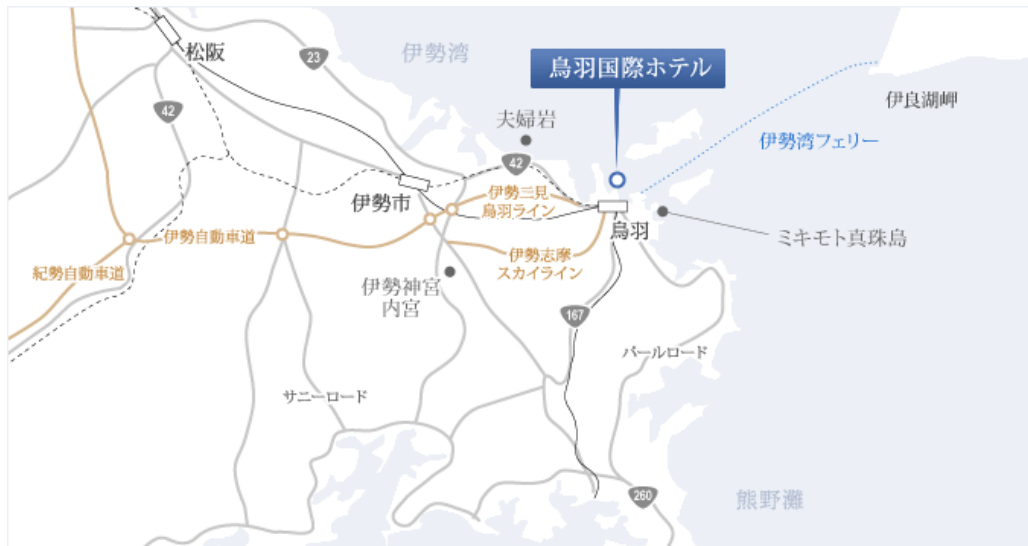 松阪
23
伊勢湾
鳥羽国際ホテル
42
夫婦岩
伊良湖岬
伊勢湾フェリー
42
伊勢市
伊勢二見
鳥羽ライン
鳥羽
ミキモト真珠島
伊勢自動車道
伊勢志摩
スカイライン
紀勢自動車道
伊勢神宮
内宮
167
パールロード
サニーロード
260
熊野灘